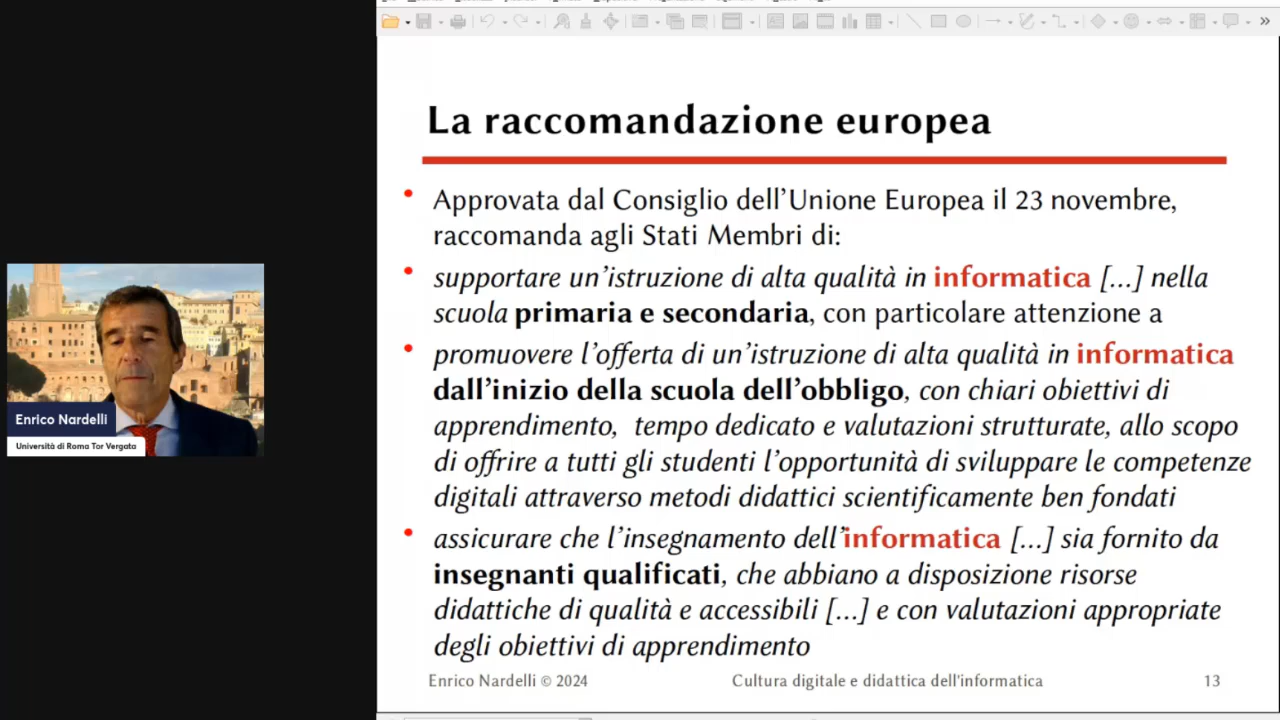 La raccomandazione europea
Approvata dal Consiglio dell’Unione Europea il 23 novembre,
raccomanda agli Stati Membri di:
supportare un’istruzione di alta qualità in informatica [...] nella
scuola primaria e secondaria, con particolare attenzione a
promuovere l’offerta di un’istruzione di alta qualità in informatica
dall’inizio della scuola dell’obbligo, con chiari obiettivi di
apprendimento, tempo dedicato e valutazioni strutturate, allo scopo
di offrire a tutti gli studenti l’opportunità di sviluppare le competenze
digitali attraverso metodi didattici scientificamente ben fondati
assicurare che l’insegnamento dell’informatica [...] sia fornito da
insegnanti qualificati, che abbiano a disposizione risorse
didattiche di qualità e accessibili [...] e con valutazioni appropriate
degli obiettivi di apprendimento
Enrico Nardelli © 2024 Cultura digitale e didattica dell'informatica 13
Enrico Nardelli
Università di Roma Tor Vergata